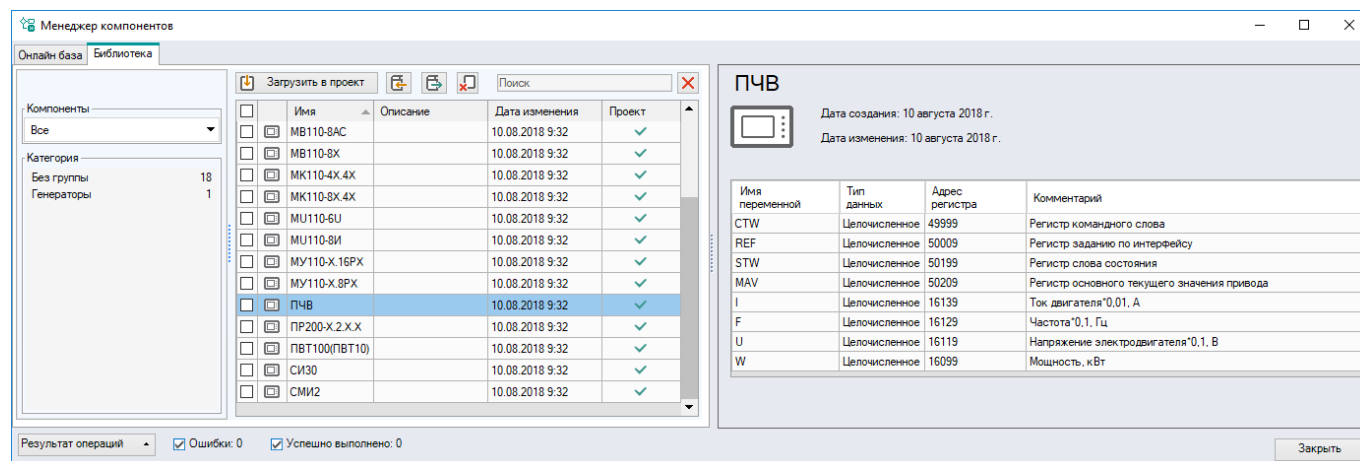 Менеджер компонентов
Онлайн база Библиотека
Компоненты
Все
Категория
Без группы 18
Генераторы 1
Загрузить в проект Поиск
Имя Описание Дата изменения Проект
МВ110-8АС 10.08.2018 9:32
МВ110-8Х 10.08.2018 9:32
МК110-4Х.4Х 10.08.2018 9:32
МК110-8Х.4Х 10.08.2018 9:32
MU110-6U 10.08.2018 9:32
MU110-8И 10.08.2018 9:32
МУ110-Х.16РХ 10.08.2018 9:32
МУ110-Х.8РХ 10.08.2018 9:32
ПЧВ 10.08.2018 9:32
ПР200-Х.2.Х.Х 10.08.2018 9:32
ПВТ100(ПВТ10) 10.08.2018 9:32
СИ30 10.08.2018 9:32
СМИ2 10.08.2018 9:32
ПЧВ
Дата создания: 10 августа 2018 г.
Дата изменения: 10 августа 2018 г.
Имя переменной Тип данных Адрес регистра Комментарий
CTW Целочисленное 49999 Регистр командного слова
REF Целочисленное 50009 Регистр заданию по интерфейсу
STW Целочисленное 50199 Регистр слова состояния
MAV Целочисленное 50209 Регистр основного текущего значения привода
I Целочисленное 16139 Ток двигателя*0,01, А
F Целочисленное 16129 Частота*0,1, Гц
U Целочисленное 16119 Напряжение электродвигателя*0,1, В
W Целочисленное 16099 Мощность, кВт
Результат операций Ошибки: 0 Успешно выполнено: 0
Закрыть